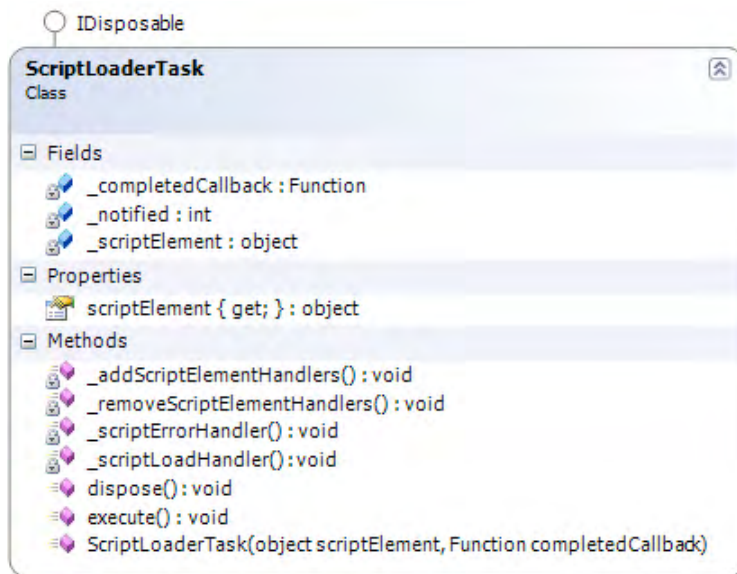 IDisposable
ScriptLoaderTask
Class
Fields
_completedCallback : Function
_notified : int
_scriptElement : object
Properties
scriptElement { get; } : object
Methods
_addScriptElementHandlers() : void
_removeScriptElementHandlers() : void
_scriptErrorHandler() : void
_scriptLoadHandler() : void
dispose() : void
execute() : void
ScriptLoaderTask(object scriptElement, Function completedCallback)